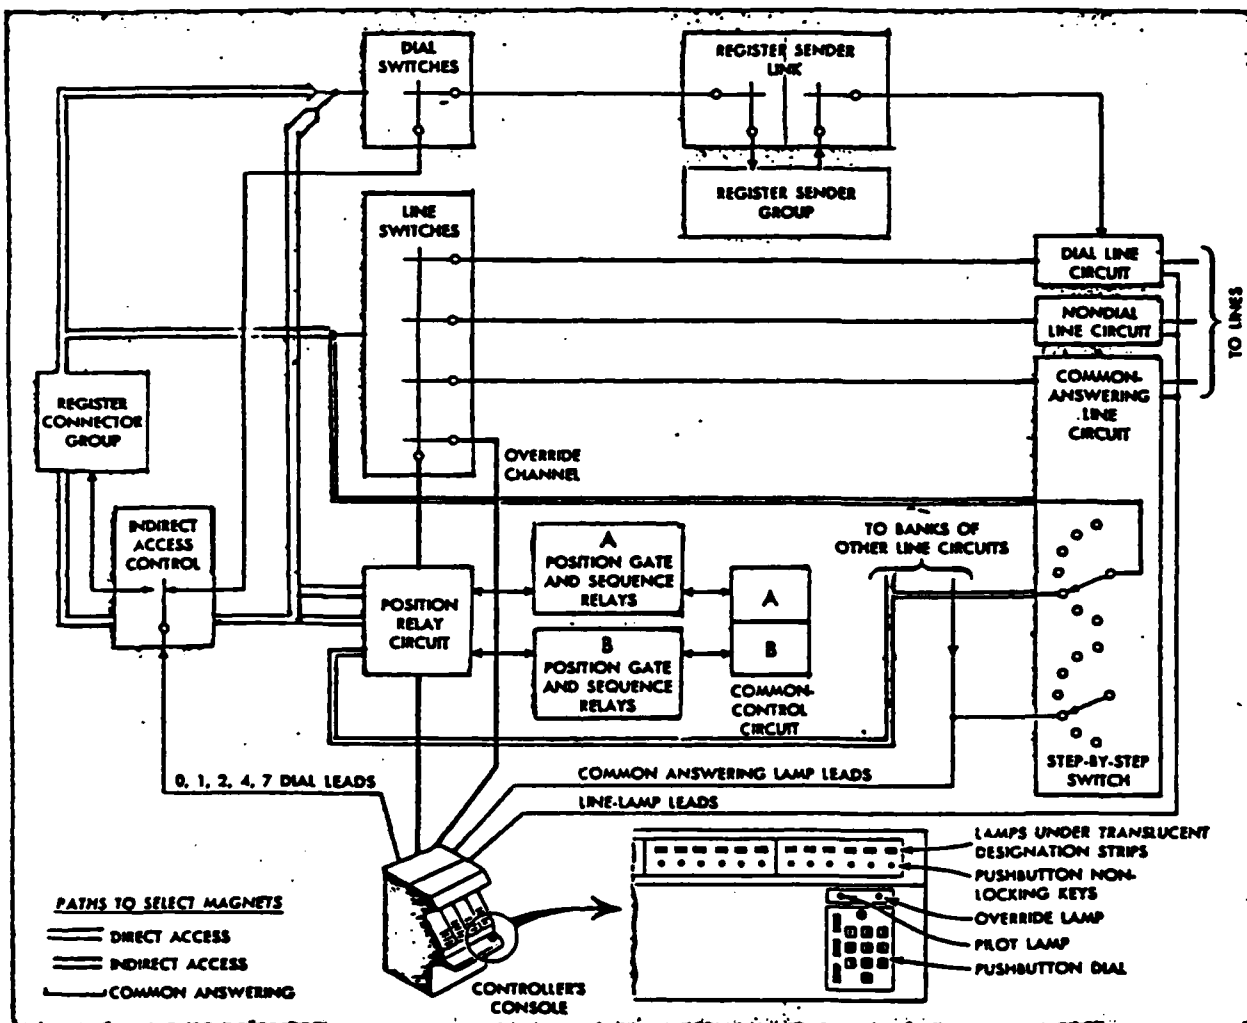 DIAL
SWITCHES
REGISTER SENDER
LINK
REGISTER SENDER
GROUP
LINE
SWITCHES
DIAL LINE
CIRCUIT
NONDIAL
LINE CIRCUIT
TO LINES
COMMON-
ANSWERING
LINE
CIRCUIT
REGISTER
CONNECTOR
GROUP
OVERRIDE
CHANNEL
INDIRECT
ACCESS
CONTROL
A
POSITION GATE
AND SEQUENCE
RELAYS
TO BANKS OF
OTHER LINE CIRCUITS
POSITION
RELAY
CIRCUIT
A
B
B
POSITION GATE
AND SEQUENCE
RELAYS
COMMON-
CONTROL
CIRCUIT
STEP-BY-STEP
SWITCH
0, 1, 2, 4, 7 DIAL LEADS
COMMON ANSWERING LAMP LEADS
LINE-LAMP LEADS
LAMPS UNDER TRANSLUCENT
DESIGNATION STRIPS
PUSHBUTTON NON-
LOCKING KEYS
OVERRIDE LAMP
PILOT LAMP
PUSHBUTTON DIAL
PATHS TO SELECT MAGNETS
DIRECT ACCESS
INDIRECT ACCESS
COMMON ANSWERING
CONTROLLER'S
CONSOLE